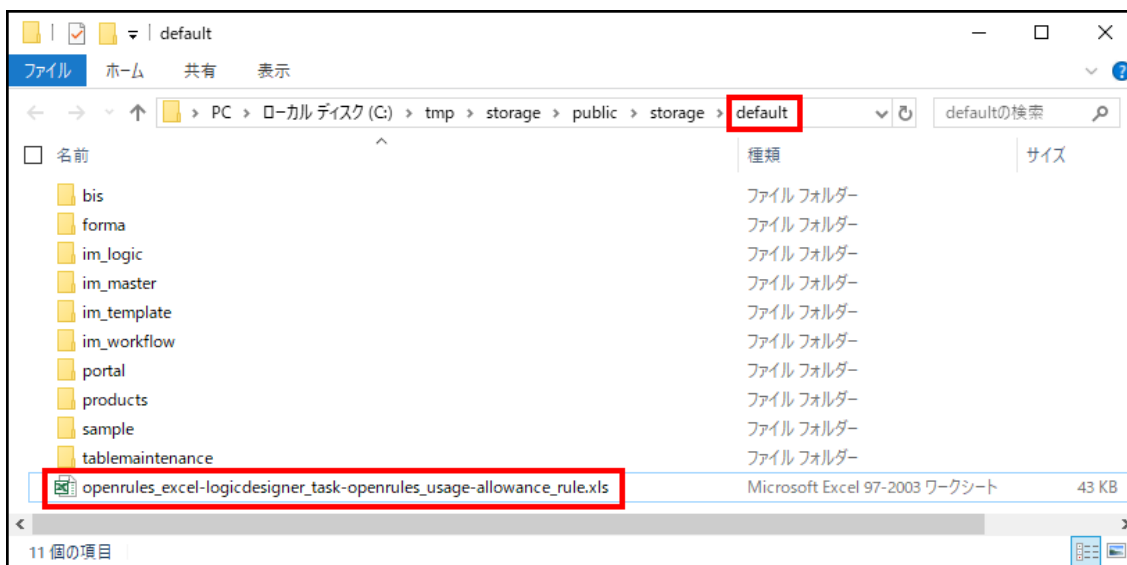 default
ファイル ホーム 共有 表示
PC > ローカル ディスク (C:) > tmp > storage > public > storage > default defaultの検索
名前 種類 サイズ
bis ファイル フォルダー
forma ファイル フォルダー
im_logic ファイル フォルダー
im_master ファイル フォルダー
im_template ファイル フォルダー
im_workflow ファイル フォルダー
portal ファイル フォルダー
products ファイル フォルダー
sample ファイル フォルダー
tablemaintenance ファイル フォルダー
openrules_excel-logicdesigner_task-openrules_usage-allowance_rule.xls Microsoft Excel 97-2003 ワークシート 43 KB
11 個の項目